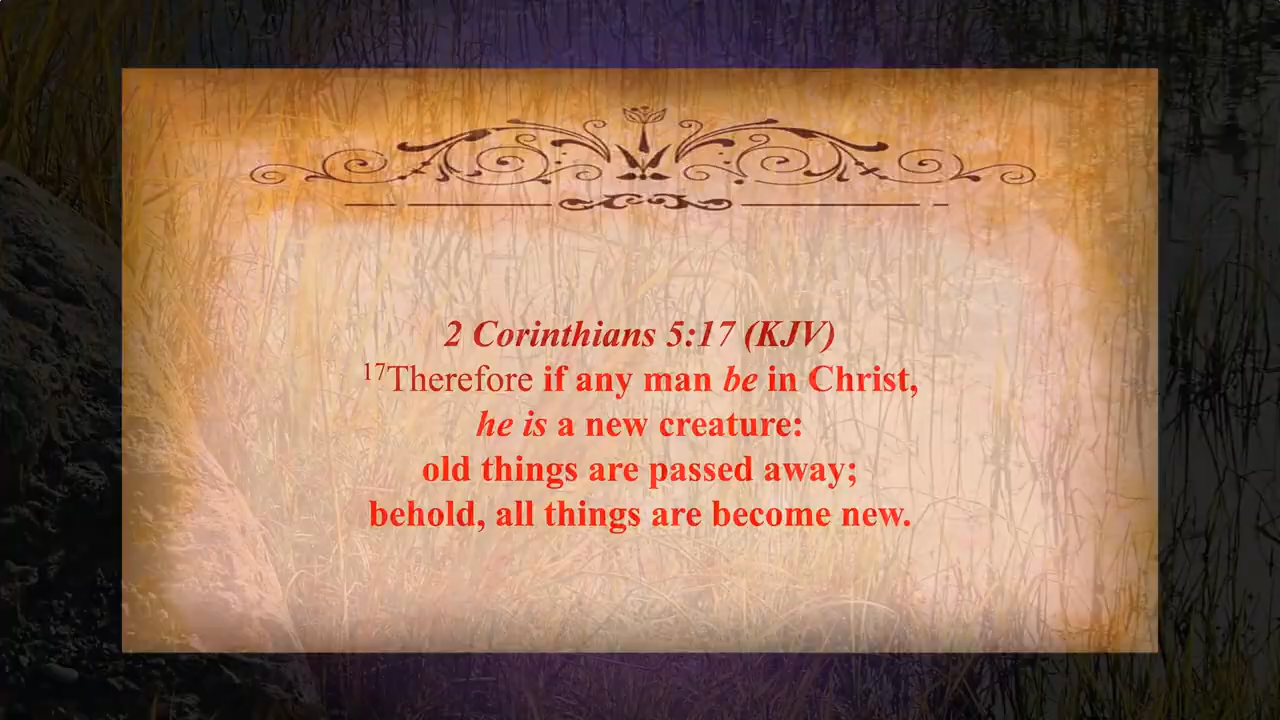 2 Corinthians 5:17 (KJV)
17Therefore if any man be in Christ,
he is a new creature:
old things are passed away;
behold, all things are become new.